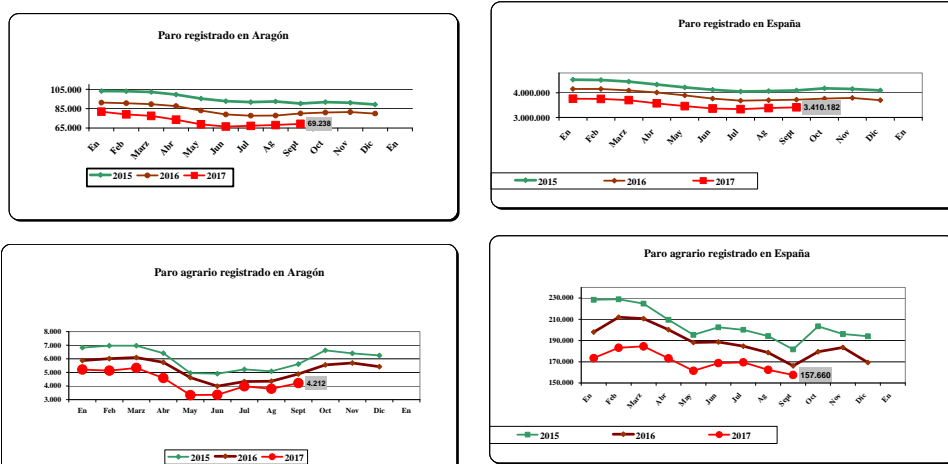 Paro registrado en Aragón
105.000
85.000
65.000
69.238
En Feb Marz Abr May Jun Jul Ag Sept Oct Nov Dic En
2015 2016 2017
Paro registrado en España
4.000.000
3.000.000
3.410.182
En Feb Marz Abr May Jun Jul Ag Sept Oct Nov Dic En
2015 2016 2017
Paro agrario registrado en Aragón
8.000
7.000
6.000
5.000
4.000
3.000
4.212
En Feb Marz Abr May Jun Jul Ag Sept Oct Nov Dic En
2015 2016 2017
Paro agrario registrado en España
230.000
210.000
190.000
170.000
150.000
157.660
En Feb Marz Abr May Jun Jul Ag Sept Oct Nov Dic En
2015 2016 2017